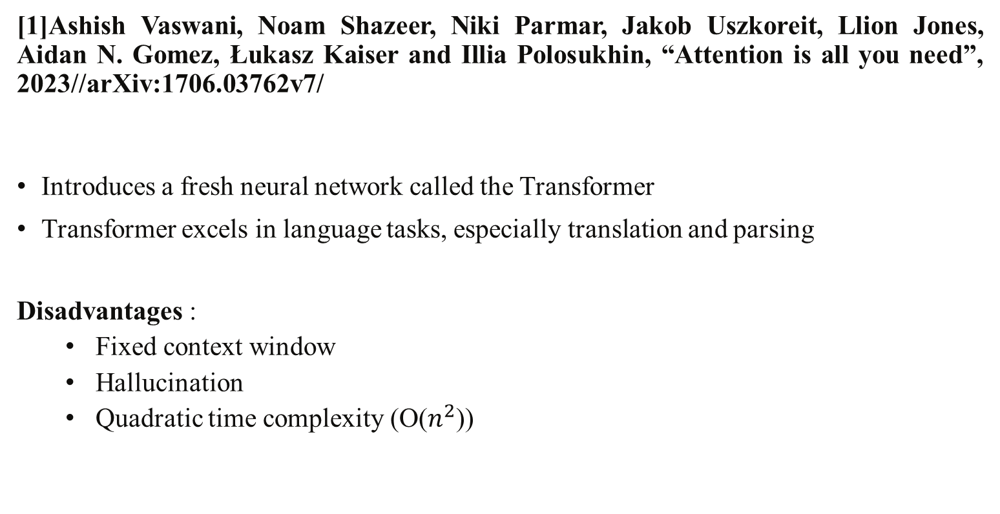 [1]Ashish Vaswani, Noam Shazeer, Niki Parmar, Jakob Uszkoreit, Llion Jones,
Aidan N. Gomez, Łukasz Kaiser and Illia Polosukhin, “Attention is all you need”,
2023//arXiv:1706.03762v7/
• Introduces a fresh neural network called the Transformer
• Transformer excels in language tasks, especially translation and parsing
Disadvantages :
• Fixed context window
• Hallucination
• Quadratic time complexity (O(𝑛²))